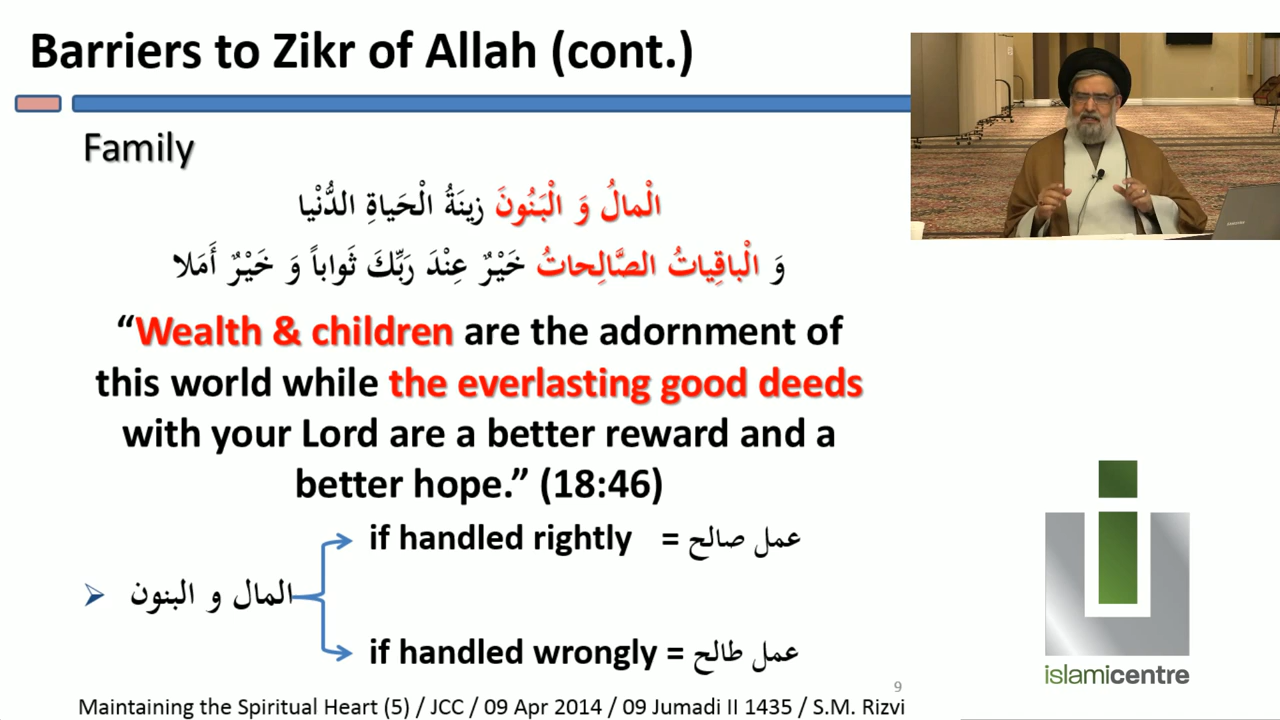 Barriers to Zikr of Allah (cont.)
Family
الْمالُ وَ الْبَنُونَ زينَةُ الْحَياةِ الدُّنْيا
وَ الْباقِياتُ الصَّالِحاتُ خَيْرٌ عِنْدَ رَبِّكَ ثَواباً وَ خَيْرٌ أَمَلا
“Wealth & children are the adornment of
this world while the everlasting good deeds
with your Lord are a better reward and a
better hope.” (18:46)
if handled rightly = عمل صالح
➢ المال و البنون
if handled wrongly = عمل طالح
9
Maintaining the Spiritual Heart (5) / JCC / 09 Apr 2014 / 09 Jumadi II 1435 / S.M. Rizvi
islamicentre